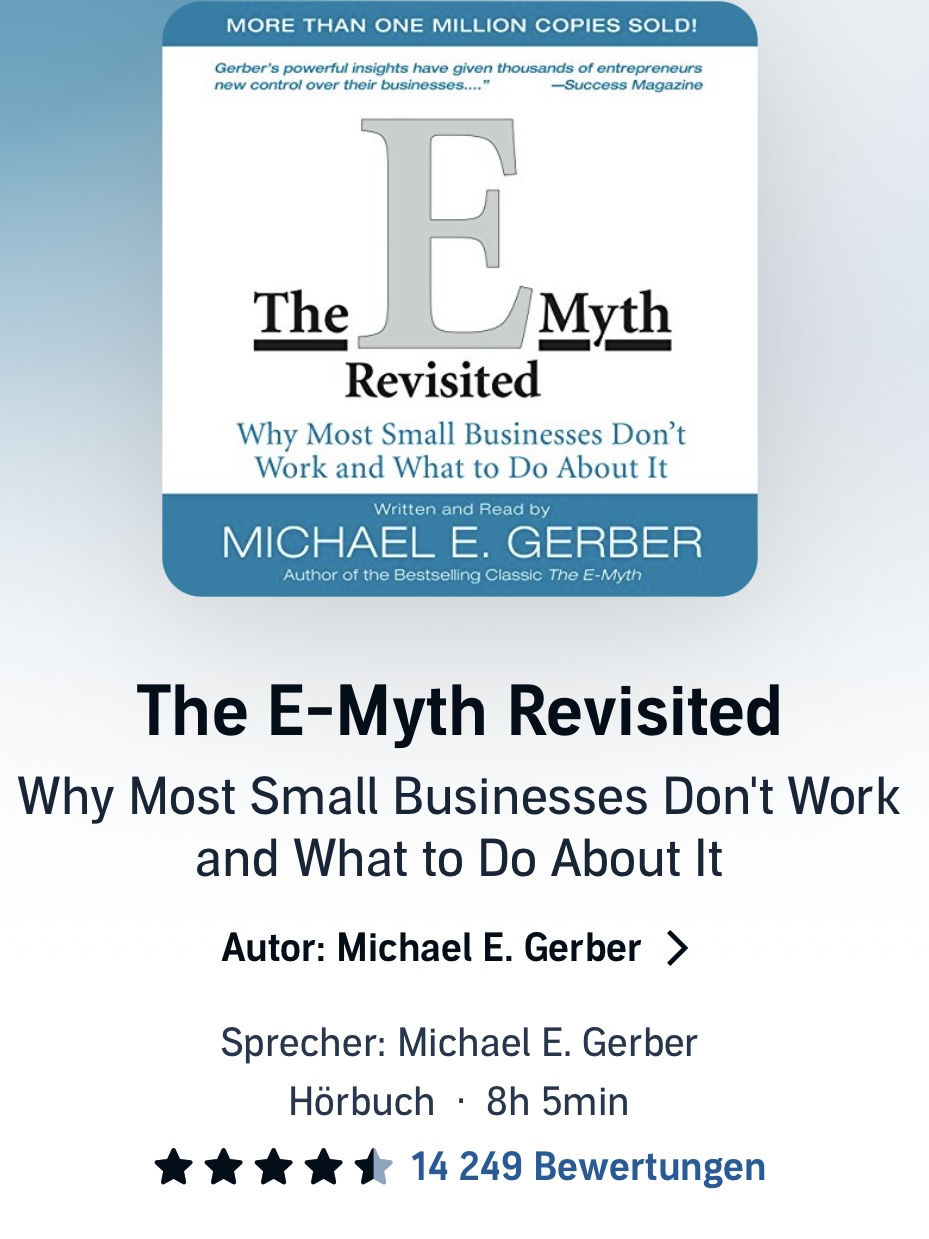 MORE THAN ONE MILLION COPIES SOLD!
Gerber's powerful insights have given thousands of entrepreneurs
new control over their businesses...." —Success Magazine
The E Myth
Revisited
Why Most Small Businesses Don't
Work and What to Do About It
Written and Read by
MICHAEL E. GERBER
Author of the Bestselling Classic The E-Myth
The E-Myth Revisited
Why Most Small Businesses Don't Work
and What to Do About It
Autor: Michael E. Gerber
Sprecher: Michael E. Gerber
Hörbuch · 8h 5min
14 249 Bewertungen